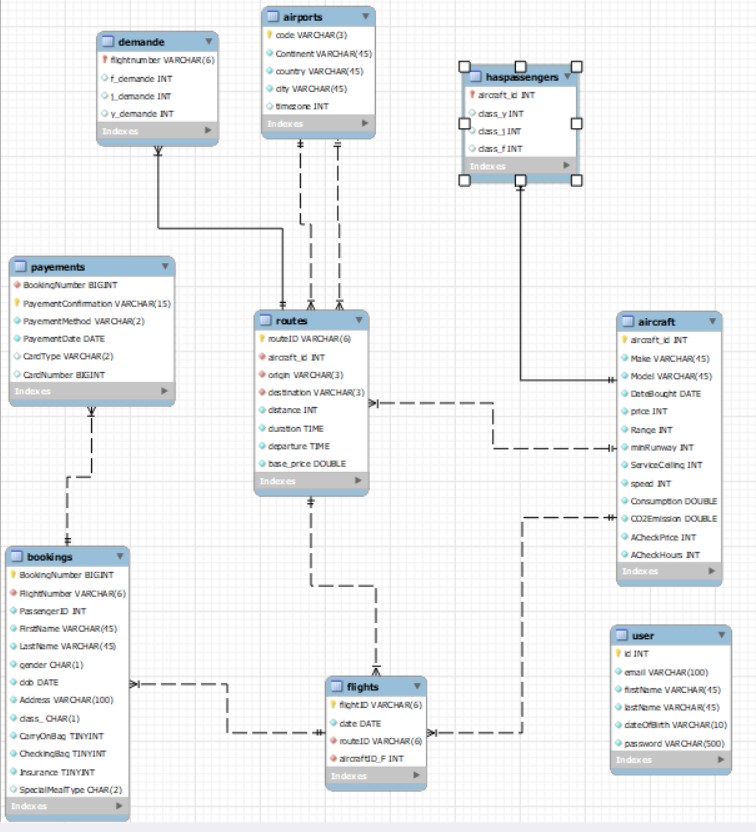 demande
flightnumber VARCHAR(6)
f_demande INT
j_demande INT
y_demande INT
Indexes
airports
code VARCHAR(3)
Continent VARCHAR(45)
country VARCHAR(45)
city VARCHAR(45)
timezone INT
Indexes
haspassengers
aircraft_id INT
class_y INT
class_j INT
class_f INT
Indexes
payements
BookingNumber BIGINT
PayementConfirmation VARCHAR(15)
PayementMethod VARCHAR(2)
PayementDate DATE
CardType VARCHAR(2)
CardNumber BIGINT
Indexes
routes
routeID VARCHAR(6)
aircraft_id INT
origin VARCHAR(3)
destination VARCHAR(3)
distance INT
duration TIME
departure TIME
base_price DOUBLE
Indexes
aircraft
aircraft_id INT
Make VARCHAR(45)
Model VARCHAR(45)
DateBought DATE
price INT
Range INT
minRunway INT
ServiceCeiling INT
speed INT
Consumption DOUBLE
CO2Emission DOUBLE
ACheckPrice INT
ACheckHours INT
Indexes
bookings
BookingNumber BIGINT
FlightNumber VARCHAR(6)
PassengerID INT
FirstName VARCHAR(45)
LastName VARCHAR(45)
gender CHAR(1)
dob DATE
Address VARCHAR(100)
class_ CHAR(1)
CarryOnBag TINYINT
CheckingBag TINYINT
Insurance TINYINT
SpecialMealType CHAR(2)
Indexes
flights
flightID VARCHAR(6)
date DATE
routeID VARCHAR(6)
aircraftID_F INT
Indexes
user
id INT
email VARCHAR(100)
firstName VARCHAR(45)
lastName VARCHAR(45)
dateOfBirth VARCHAR(10)
password VARCHAR(500)
Indexes